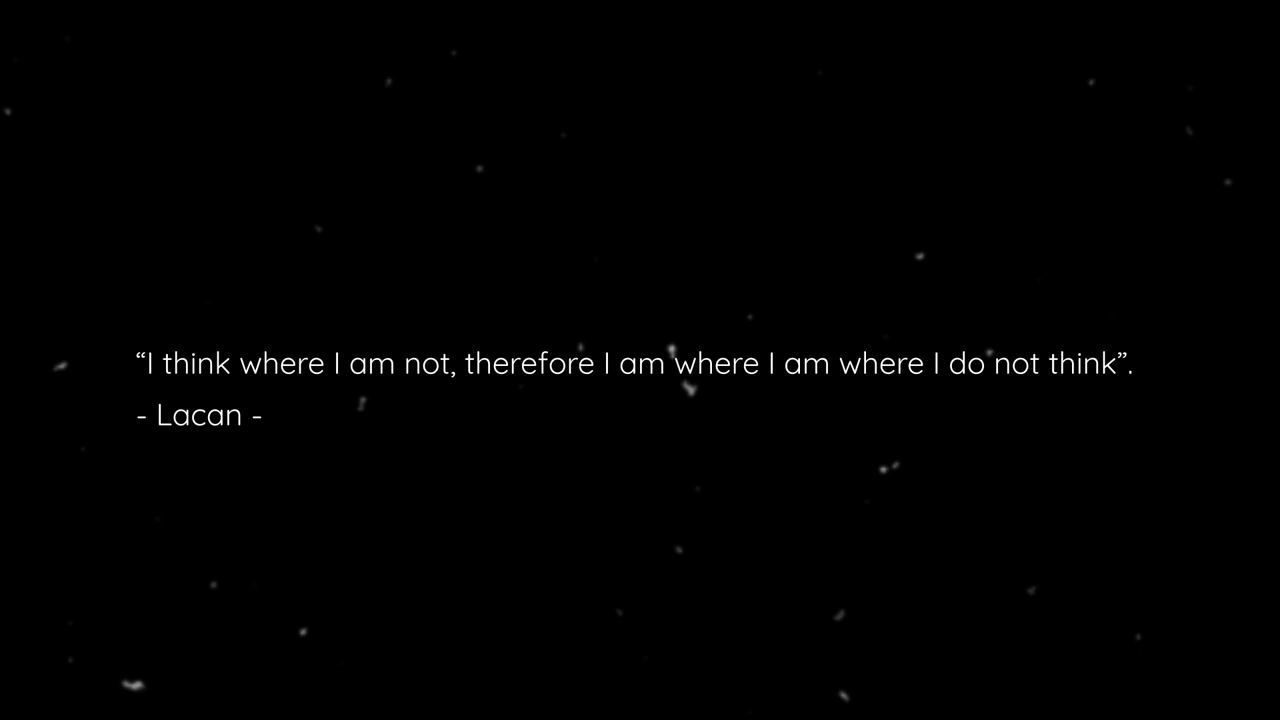 “I think where I am not, therefore I am where I am where I do not think”.
- Lacan -